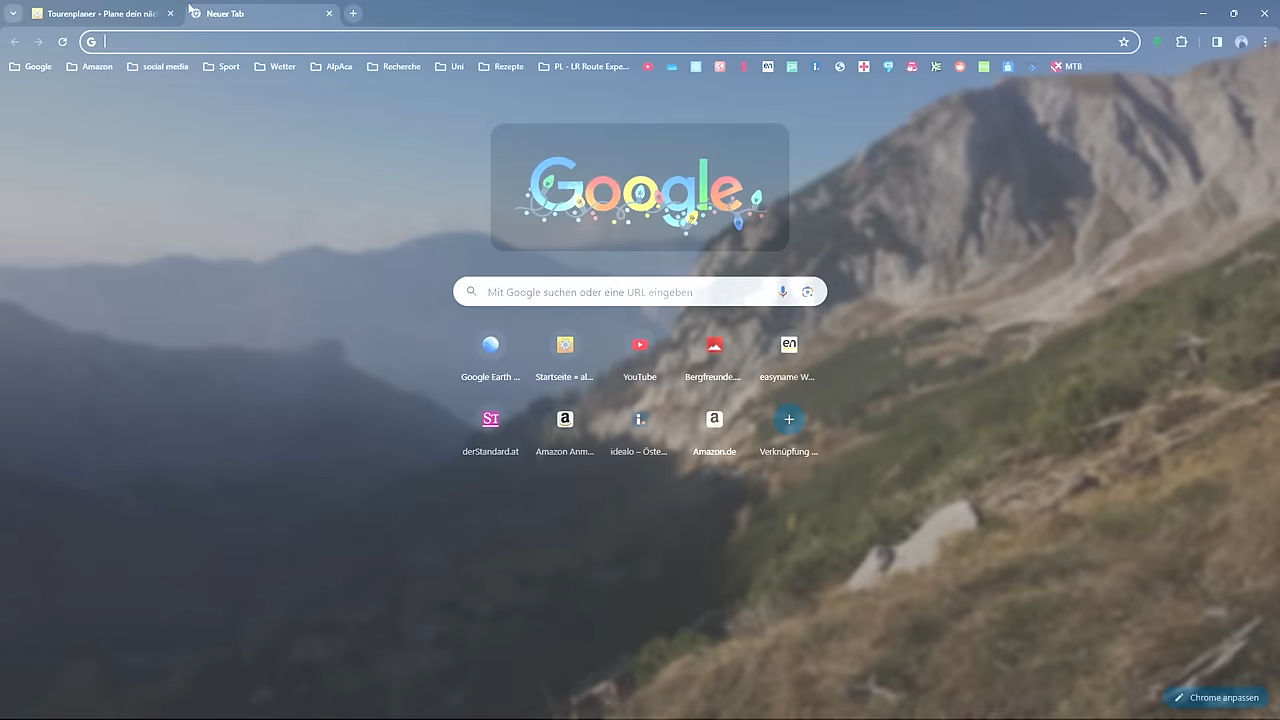 Tourenplaner • Plane dein näc
Neuer Tab
Google
Amazon
social media
Sport
Wetter
AlpAca
Recherche
Uni
Rezepte
PL - LR Route Expe...
MTB
Google
Mit Google suchen oder eine URL eingeben
Google Earth ...
Startseite » al...
YouTube
Bergfreunde....
easyname W...
derStandard.at
Amazon Anm...
idealo – Öste...
Amazon.de
Verknüpfung ...
Chrome anpassen